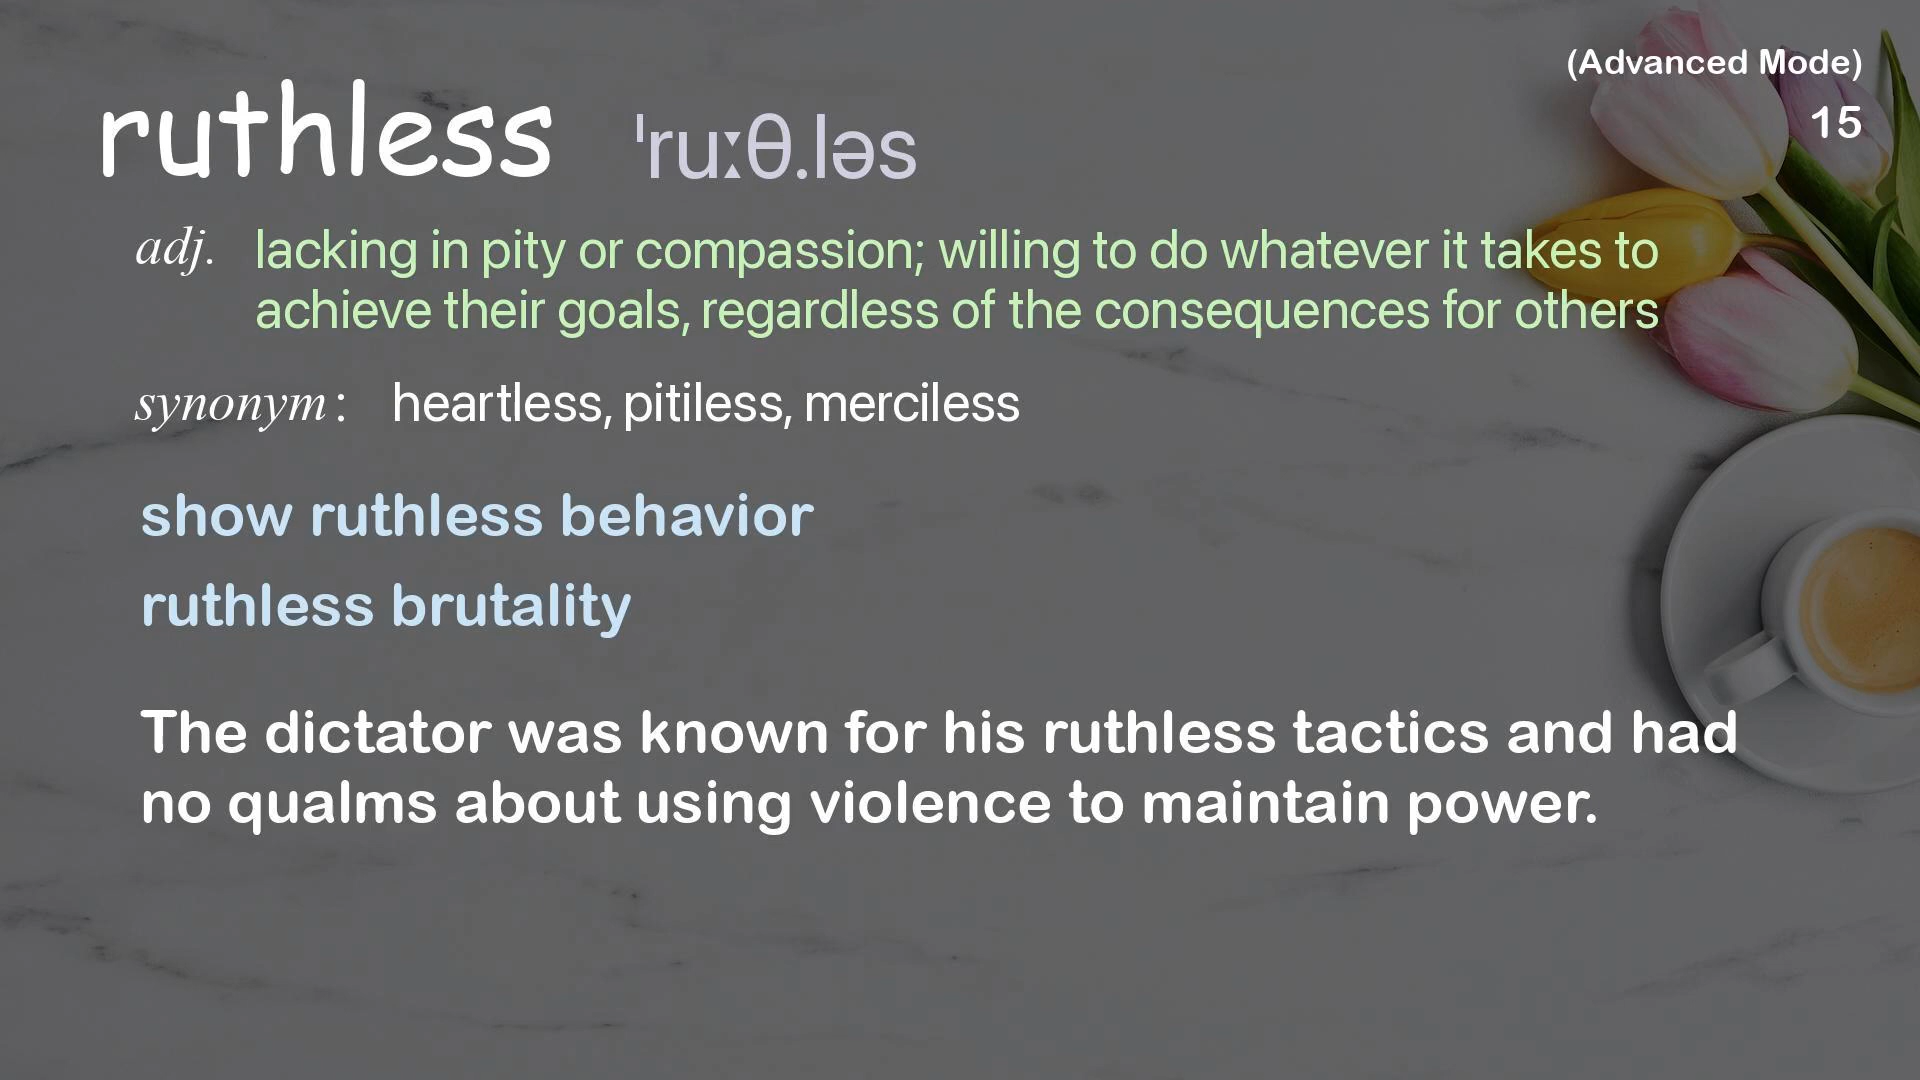 (Advanced Mode)
15
ruthless ˈruːθ.ləs
adj. lacking in pity or compassion; willing to do whatever it takes to
achieve their goals, regardless of the consequences for others
synonym: heartless, pitiless, merciless
show ruthless behavior
ruthless brutality
The dictator was known for his ruthless tactics and had
no qualms about using violence to maintain power.